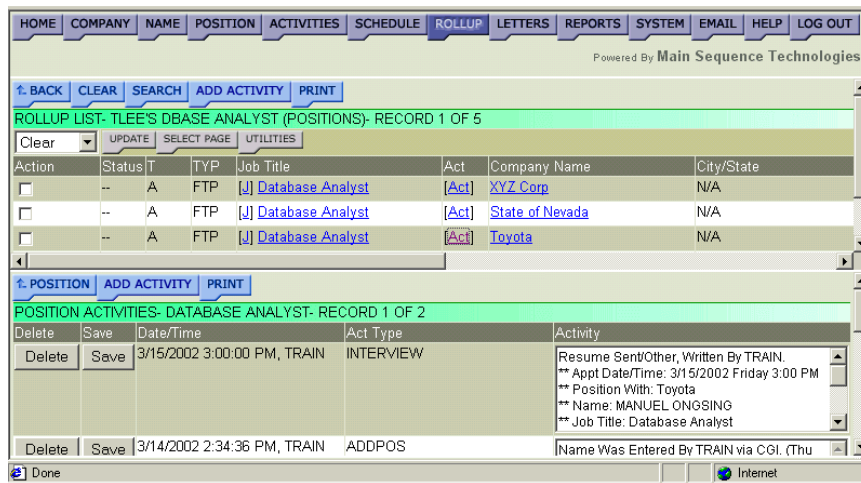 HOME COMPANY NAME POSITION ACTIVITIES SCHEDULE ROLLUP LETTERS REPORTS SYSTEM EMAIL HELP LOG OUT
Powered By Main Sequence Technologies
BACK CLEAR SEARCH ADD ACTIVITY PRINT
ROLLUP LIST- TLEE'S DBASE ANALYST (POSITIONS)- RECORD 1 OF 5
Clear UPDATE SELECT PAGE UTILITIES
Action Status T TYP Job Title Act Company Name City/State
-- A FTP [J] Database Analyst [Act] XYZ Corp N/A
-- A FTP [J] Database Analyst [Act] State of Nevada N/A
-- A FTP [J] Database Analyst [Act] Toyota N/A
POSITION ADD ACTIVITY PRINT
POSITION ACTIVITIES- DATABASE ANALYST- RECORD 1 OF 2
Delete Save Date/Time Act Type Activity
Delete Save 3/15/2002 3:00:00 PM, TRAIN INTERVIEW Resume Sent/Other, Written By TRAIN.
** Appt Date/Time: 3/15/2002 Friday 3:00 PM
** Position With: Toyota
** Name: MANUEL ONGSING
** Job Title: Database Analyst
Delete Save 3/14/2002 2:34:36 PM, TRAIN ADDPOS Name Was Entered By TRAIN via CGI. (Thu
Done Internet